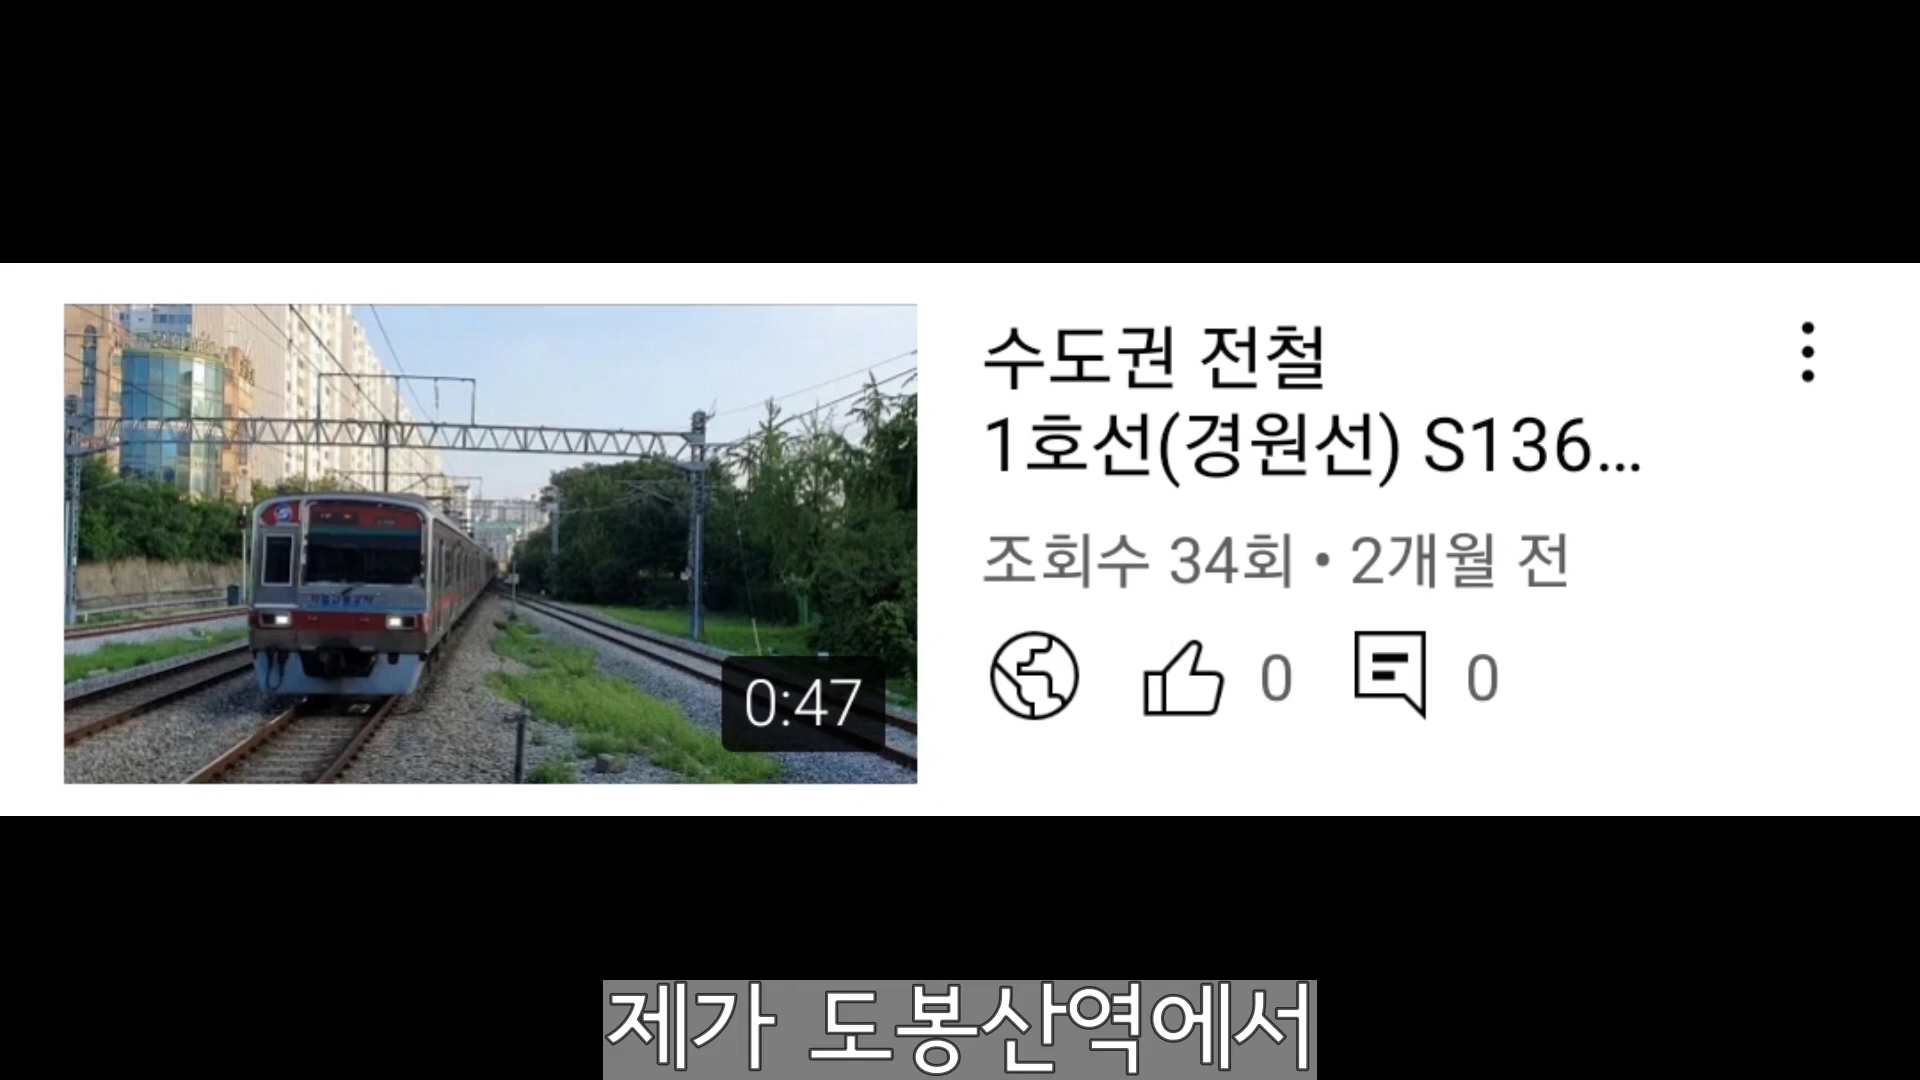 수도권 전철
1호선(경원선) S136...
조회수 34회 • 2개월 전
0:47
0
0
제가 도봉산역에서